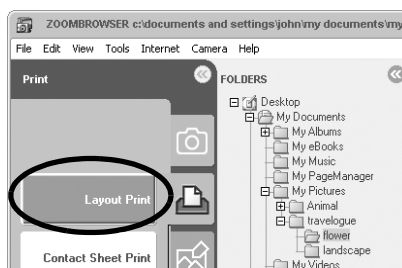 ZOOMBROWSER c:\documents and settings\john\my documents\my
File Edit View Tools Internet Camera Help
Print
FOLDERS
Desktop
My Documents
My Albums
My eBooks
My Music
My PageManager
My Pictures
Animal
travelogue
flower
landscape
My Videos
Layout Print
Contact Sheet Print